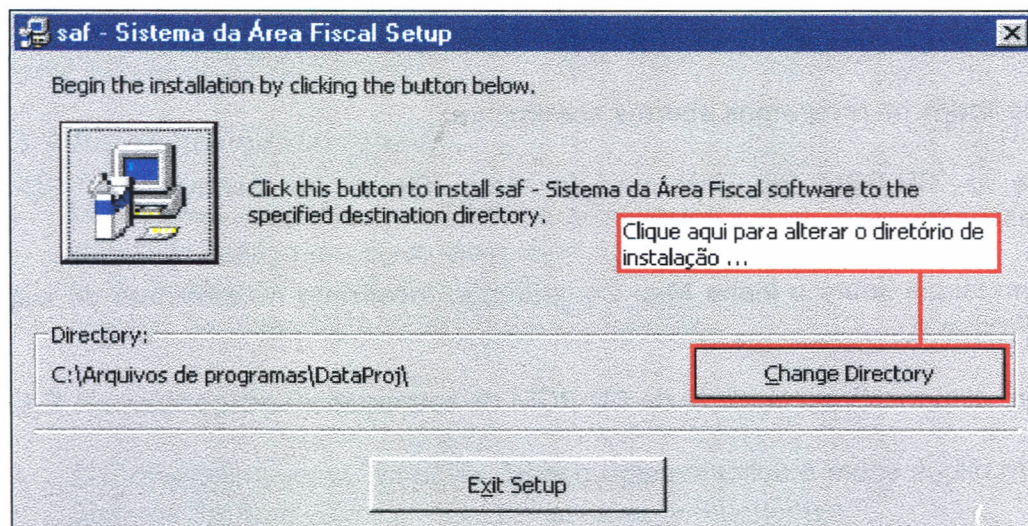 saf - Sistema da Área Fiscal Setup
Begin the installation by clicking the button below.
Click this button to install saf - Sistema da Área Fiscal software to the
specified destination directory.
Clique aqui para alterar o diretório de
instalação ...
Directory:
C:\Arquivos de programas\DataProj\
Change Directory
Exit Setup